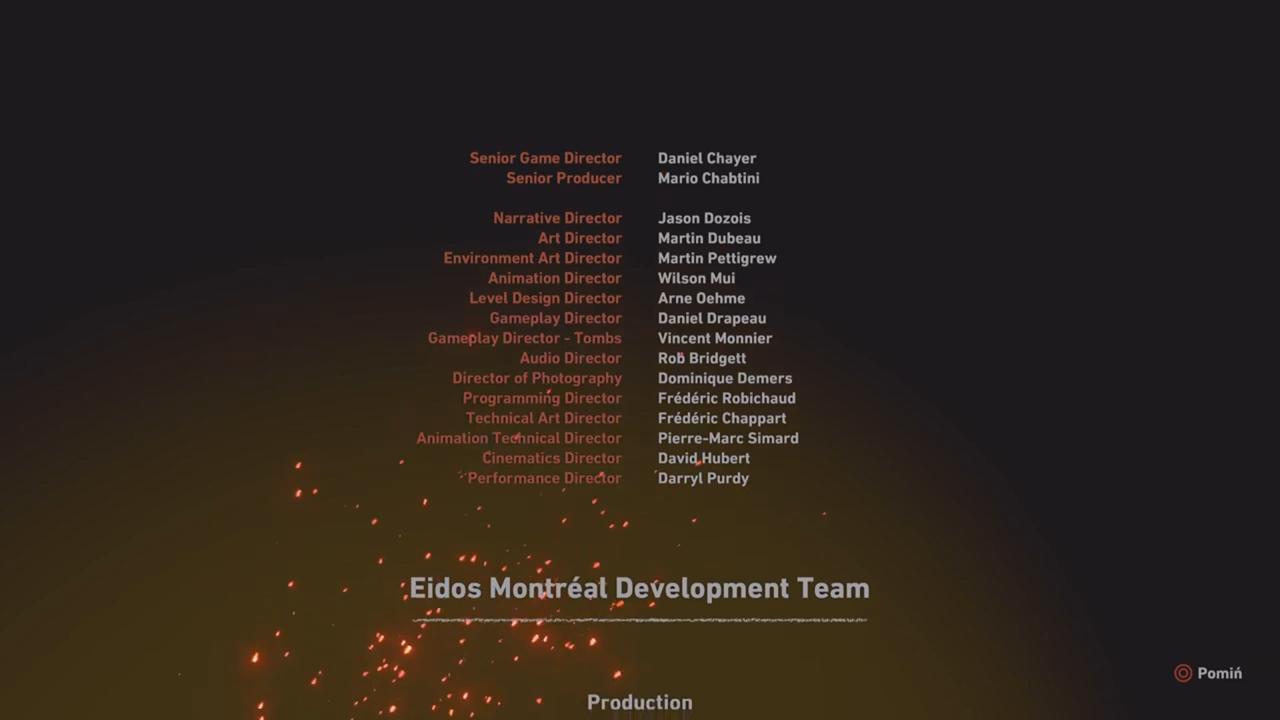 Senior Game Director Daniel Chayer
Senior Producer Mario Chabtini
Narrative Director Jason Dozois
Art Director Martin Dubeau
Environment Art Director Martin Pettigrew
Animation Director Wilson Mui
Level Design Director Arne Oehme
Gameplay Director Daniel Drapeau
Gameplay Director - Tombs Vincent Monnier
Audio Director Rob Bridgett
Director of Photography Dominique Demers
Programming Director Frédéric Robichaud
Technical Art Director Frédéric Chappart
Animation Technical Director Pierre-Marc Simard
Cinematics Director David Hubert
Performance Director Darryl Purdy
Eidos Montréal Development Team
Pomiń
Production